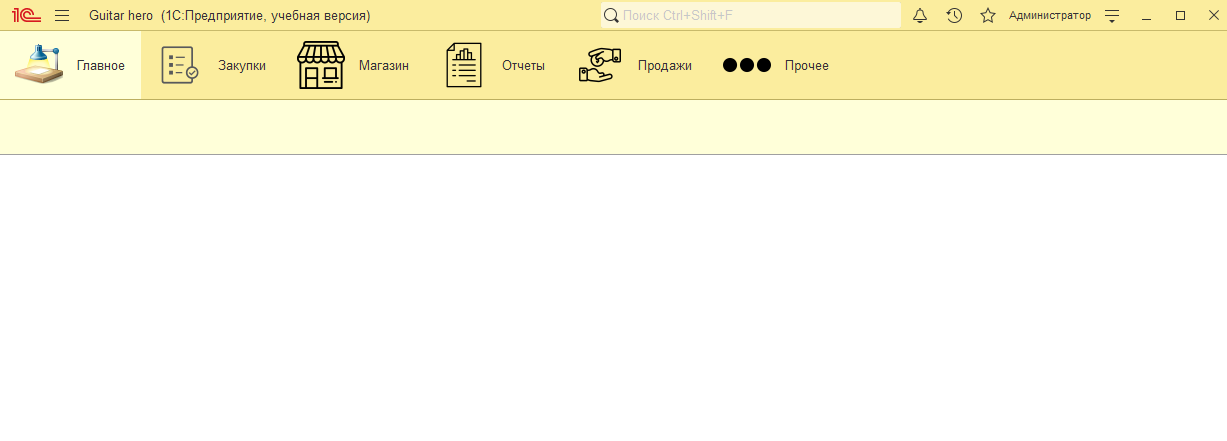 1С Guitar hero (1С:Предприятие, учебная версия) Поиск Ctrl+Shift+F Администратор
Главное Закупки Магазин Отчеты Продажи Прочее